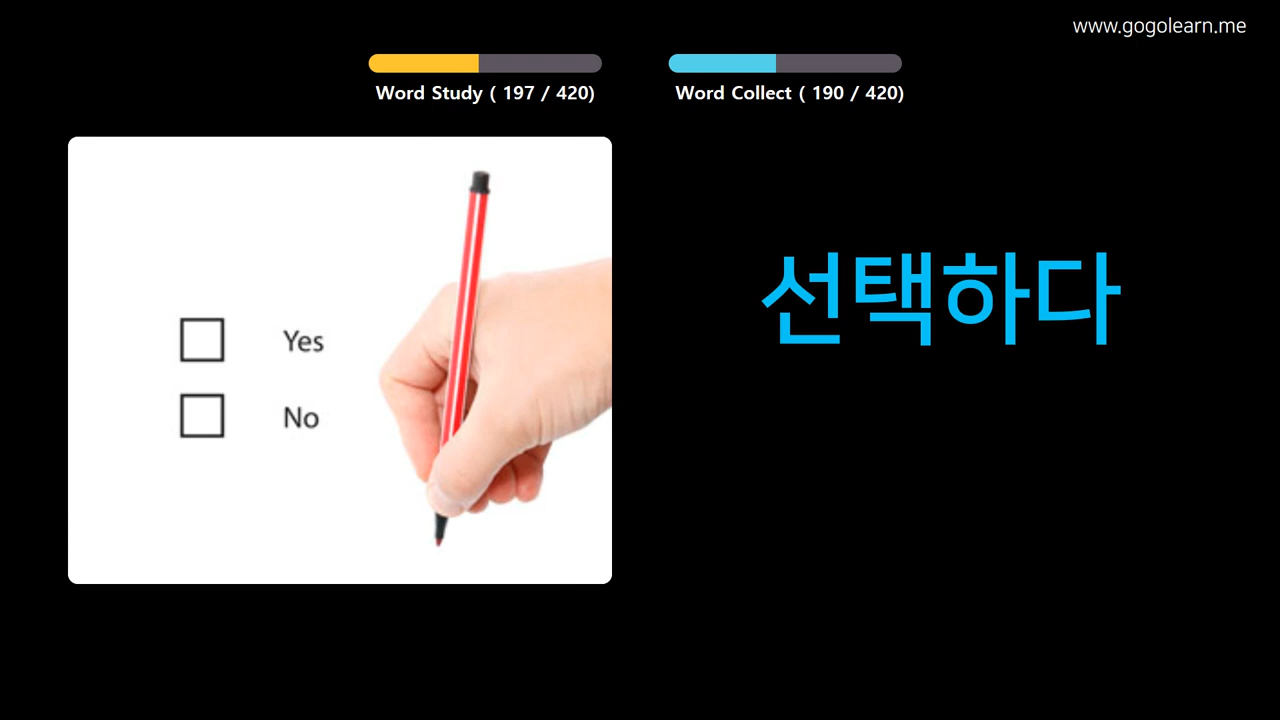 www.gogolearn.me
Word Study ( 197 / 420)
Word Collect ( 190 / 420)
Yes
No
선택하다